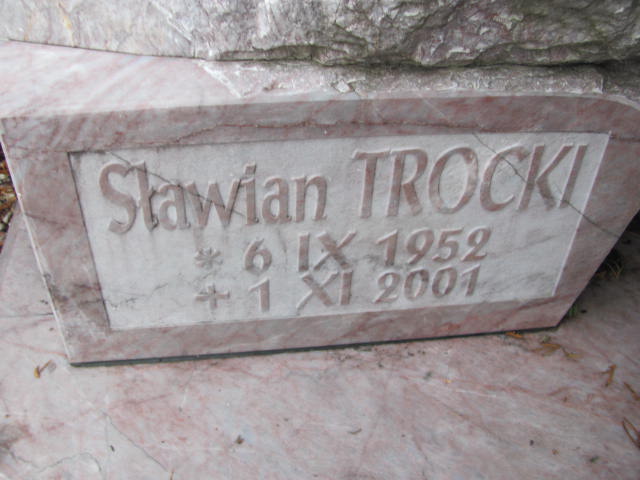 Sławian TROCKI
* 6 IX 1952
+ 1 XI 2001